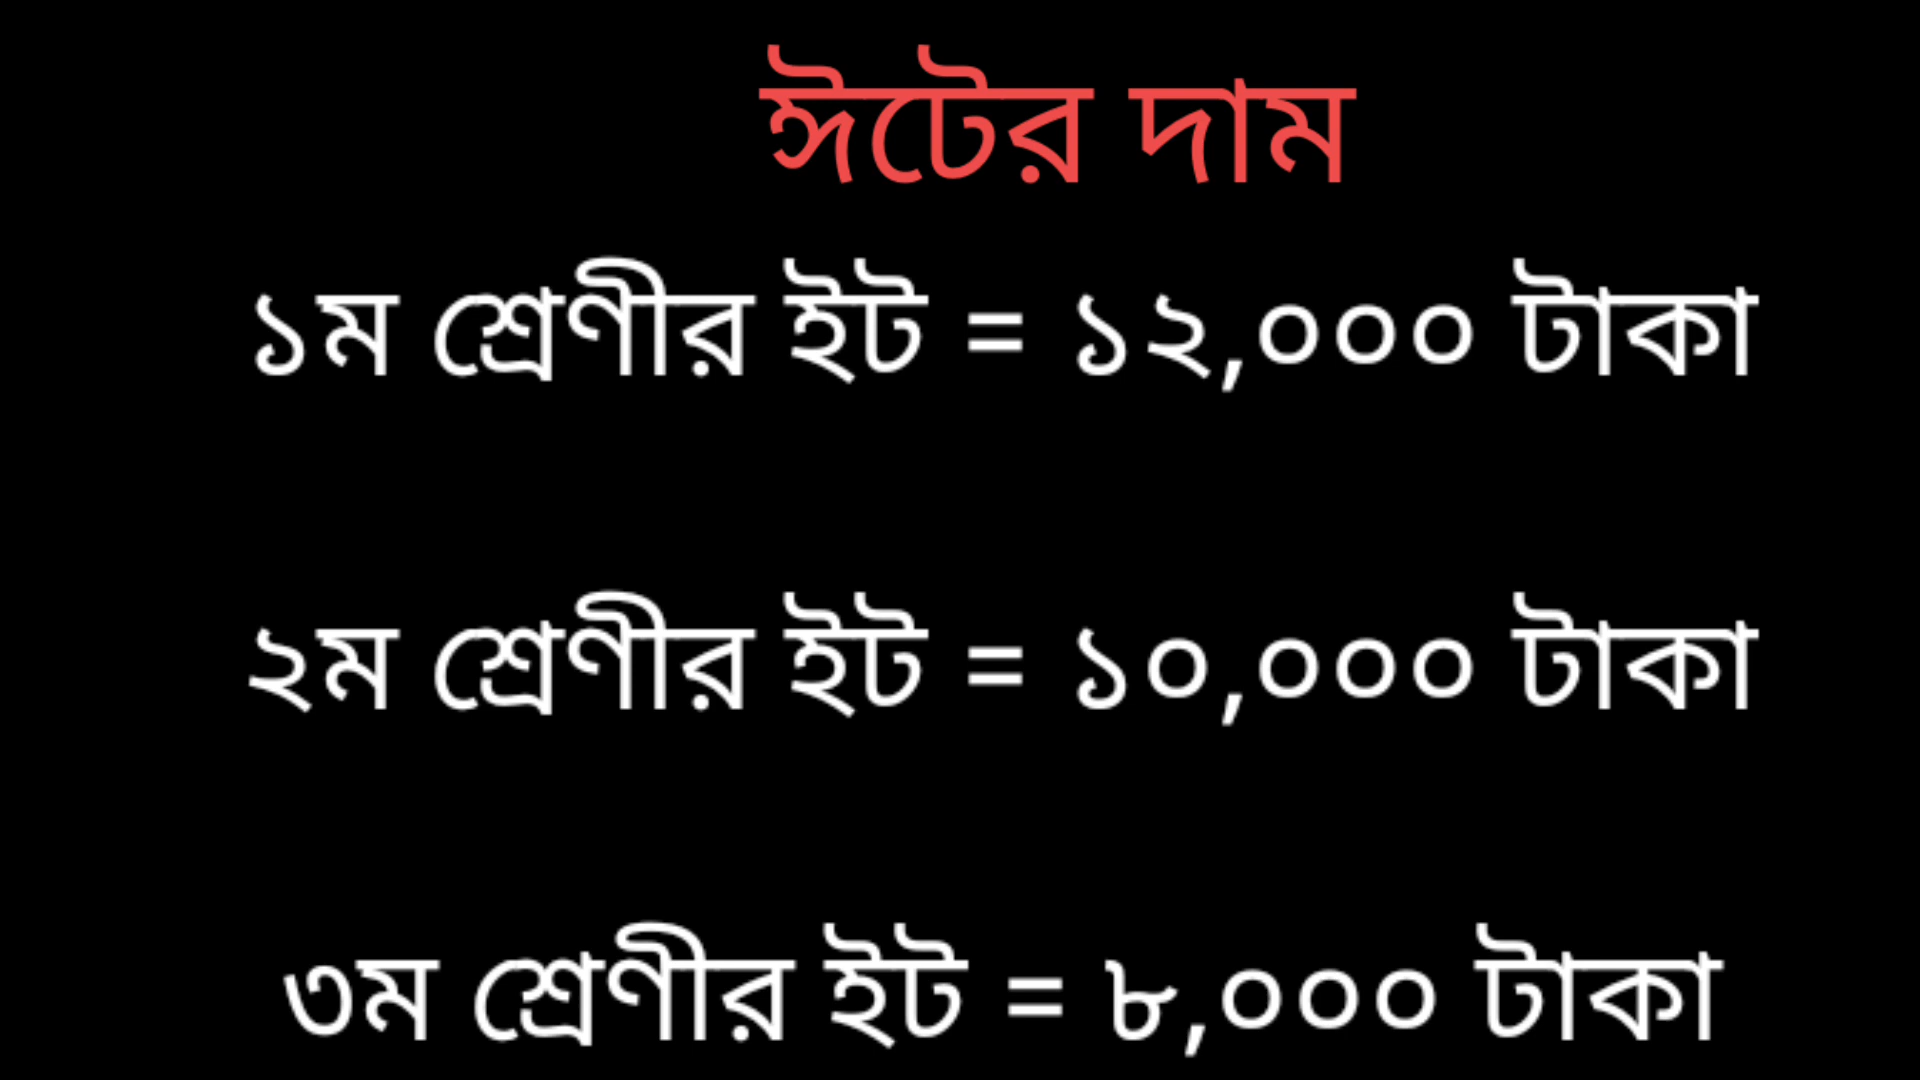 ঈটের দাম
১ম শ্রেণীর ইট = ১২,০০০ টাকা
২ম শ্রেণীর ইট = ১০,০০০ টাকা
৩ম শ্রেণীর ইট = ৮,০০০ টাকা